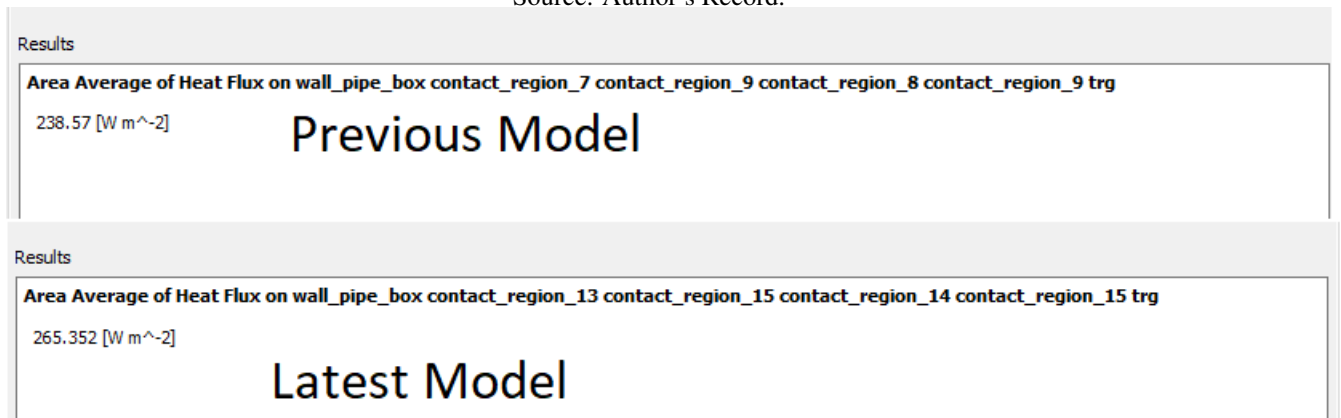 Source: Author's Record.
Results
Area Average of Heat Flux on wall_pipe_box contact_region_7 contact_region_9 contact_region_8 contact_region_9 trg
238.57 [W m^-2]
Previous Model
Results
Area Average of Heat Flux on wall_pipe_box contact_region_13 contact_region_15 contact_region_14 contact_region_15 trg
265.352 [W m^-2]
Latest Model